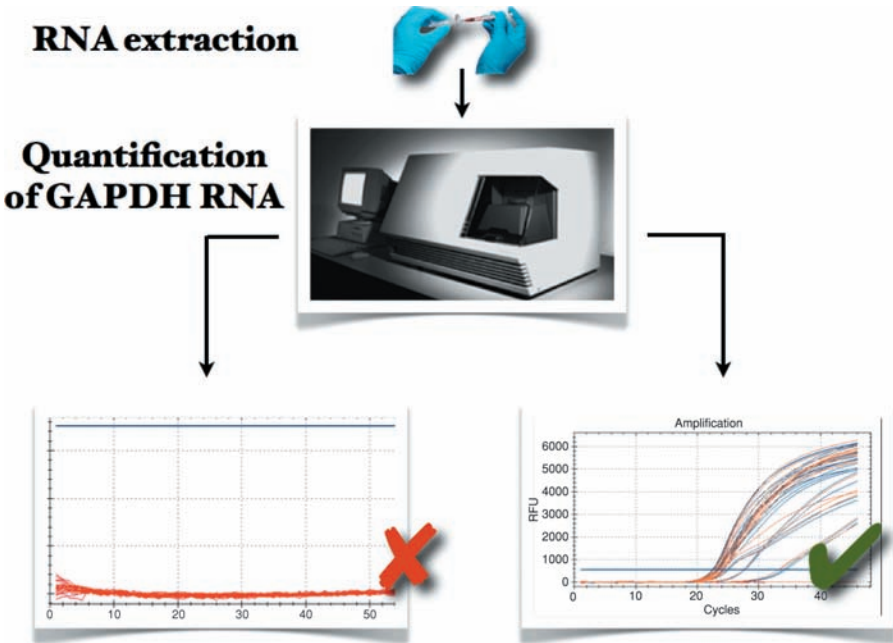 RNA extraction
Quantification
of GAPDH RNA
0 10 20 30 40 50
Amplification
6000
5000
4000
3000
2000
1000
0
RFU
0 10 20 30 40
Cycles